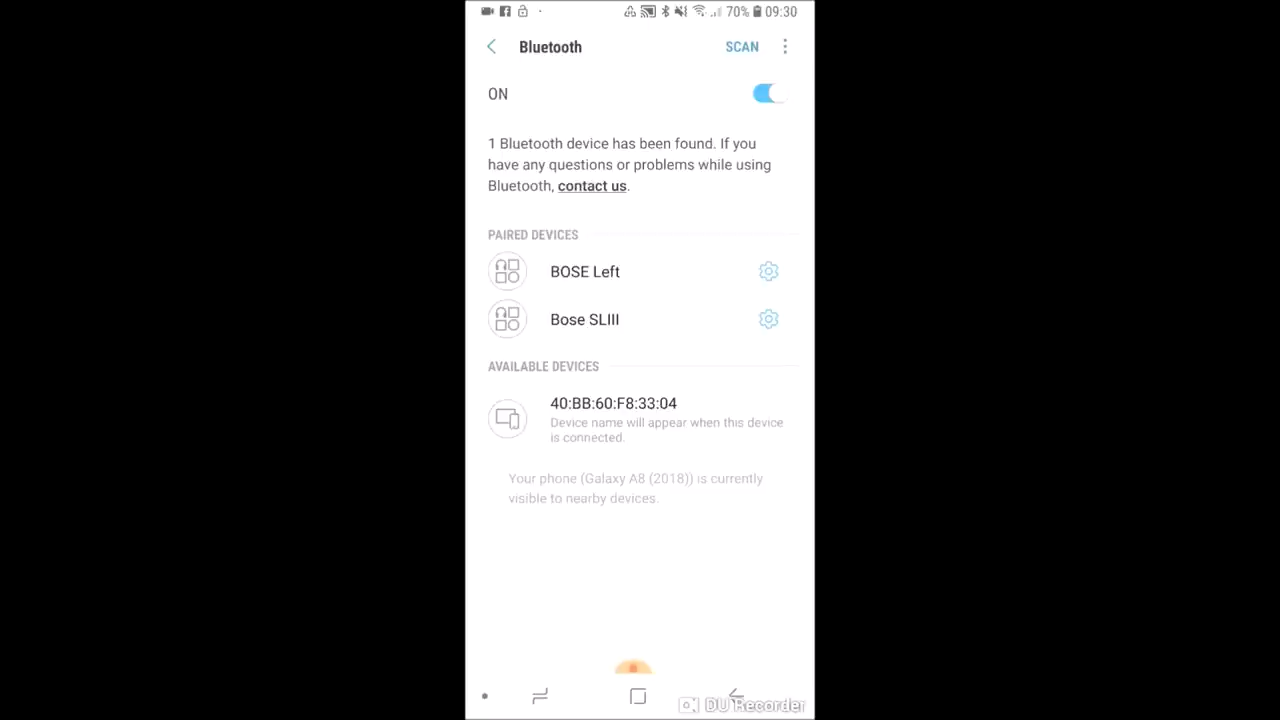 70% 09:30
Bluetooth SCAN
ON
1 Bluetooth device has been found. If you
have any questions or problems while using
Bluetooth, contact us.
PAIRED DEVICES
BOSE Left
Bose SLIII
AVAILABLE DEVICES
40:BB:60:F8:33:04
Device name will appear when this device
is connected.
Your phone (Galaxy A8 (2018)) is currently
visible to nearby devices.
DU Recorder